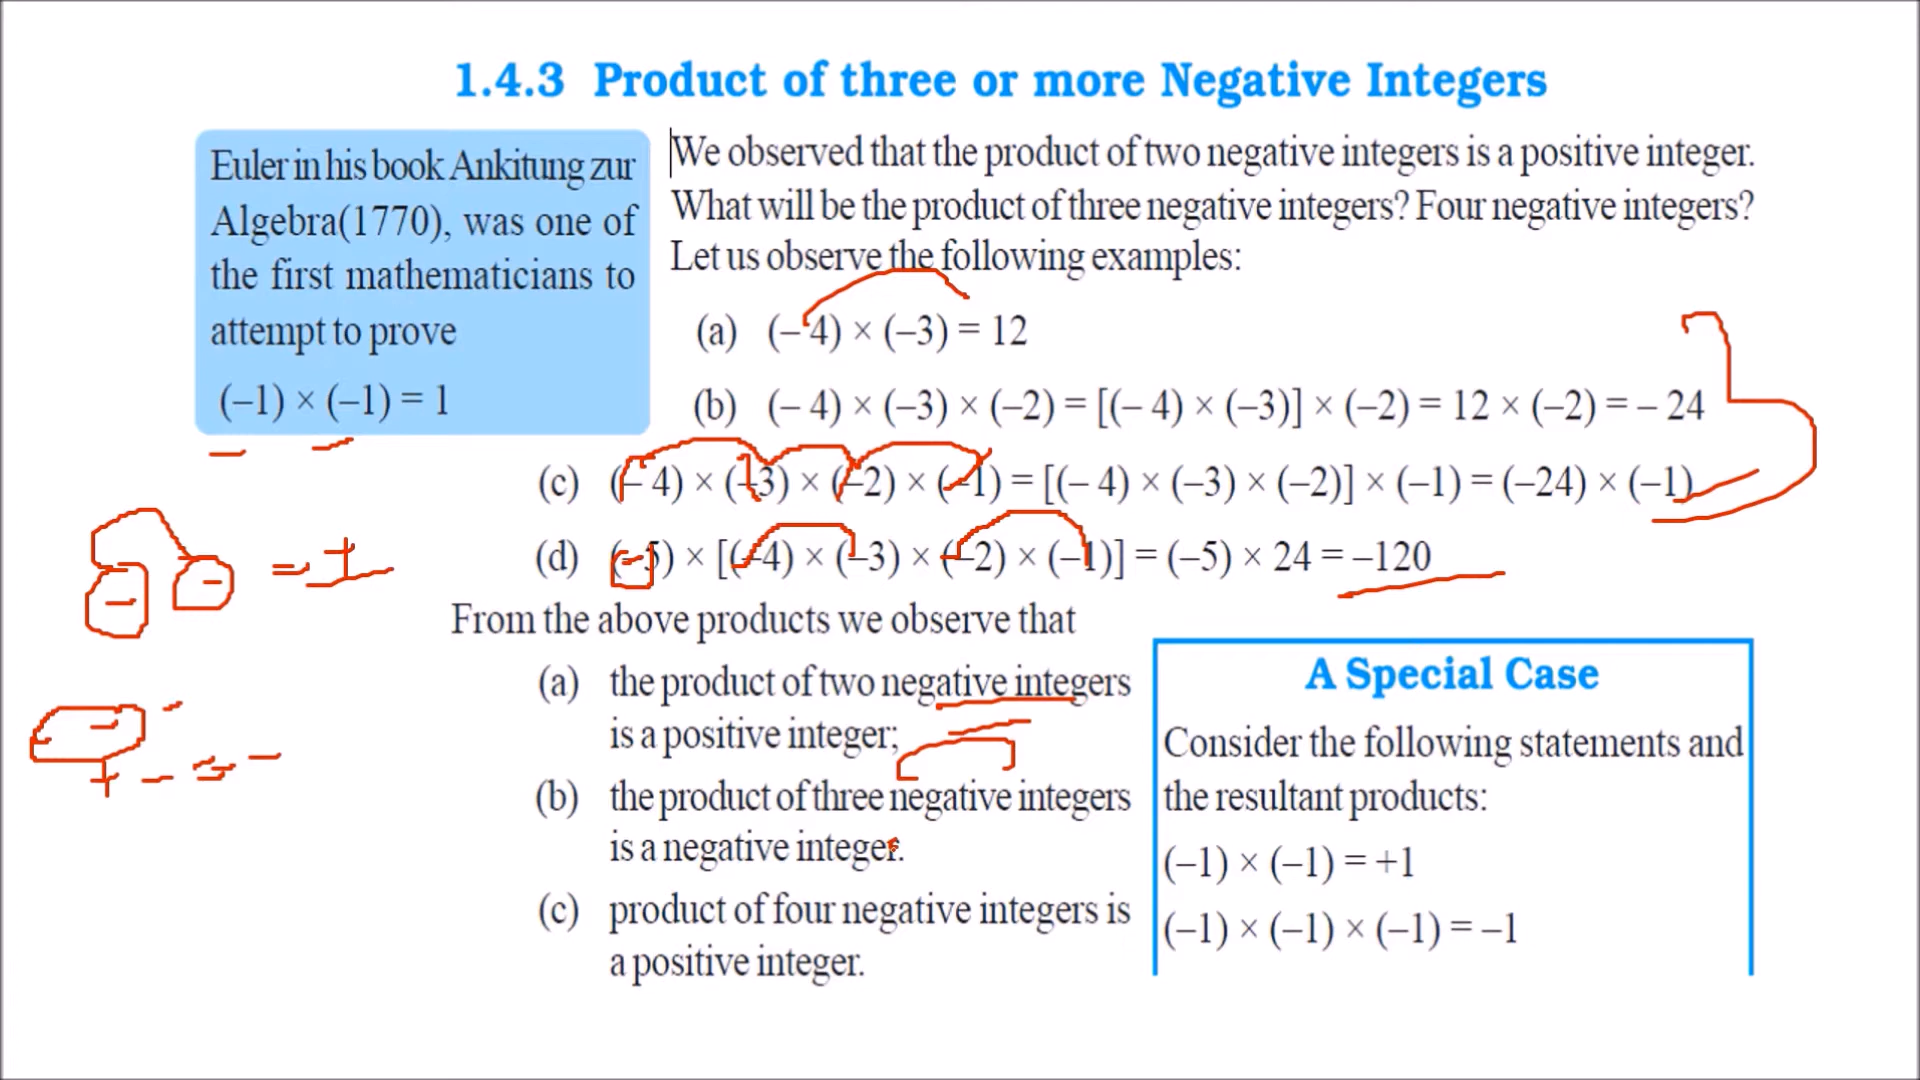 1.4.3 Product of three or more Negative Integers
Euler in his book Ankitung zur
Algebra(1770), was one of
the first mathematicians to
attempt to prove
(–1) × (–1) = 1
We observed that the product of two negative integers is a positive integer.
What will be the product of three negative integers? Four negative integers?
Let us observe the following examples:
(a) (– 4) × (–3) = 12
(b) (– 4) × (–3) × (–2) = [(– 4) × (–3)] × (–2) = 12 × (–2) = – 24
(c) (– 4) × (–3) × (–2) × (–1) = [(– 4) × (–3) × (–2)] × (–1) = (–24) × (–1)
(d) (–5) × [(–4) × (–3) × (–2) × (–1)] = (–5) × 24 = –120
- - = +
- -
+ - = -
From the above products we observe that
(a) the product of two negative integers
is a positive integer;
(b) the product of three negative integers
is a negative integer.
(c) product of four negative integers is
a positive integer.
A Special Case
Consider the following statements and
the resultant products:
(–1) × (–1) = +1
(–1) × (–1) × (–1) = –1